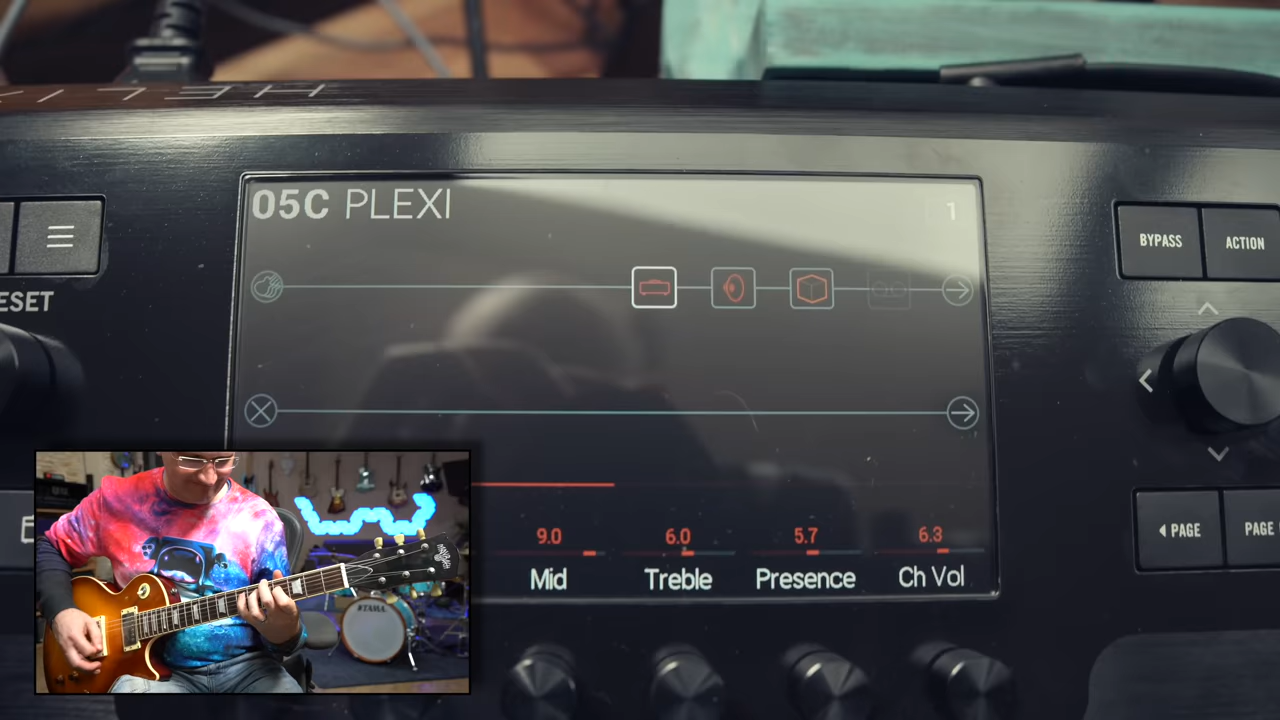 HELIX
05C PLEXI
1
BYPASS
ACTION
ESET
PAGE
PAGE
9.0
6.0
5.7
6.3
Mid
Treble
Presence
Ch Vol
TAMA